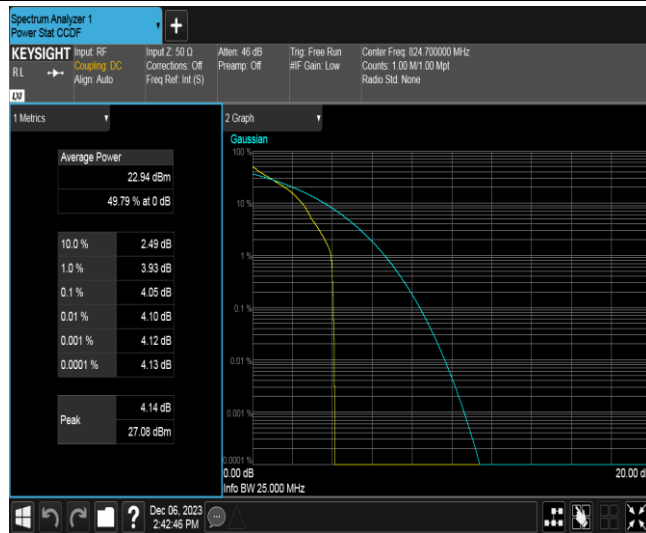 Spectrum Analyzer 1
Power Stat CCDF
+
KEYSIGHT
RL
LXI
Input: RF
Coupling: DC
Align: Auto
Input Z: 50 Ω
Corrections: Off
Freq Ref: Int (S)
Atten: 46 dB
Preamp: Off
Trig: Free Run
#IF Gain: Low
Center Freq: 824.700000 MHz
Counts: 1.00 M/1.00 Mpt
Radio Std: None
1 Metrics
Average Power
22.94 dBm
49.79 % at 0 dB
10.0 % 2.49 dB
1.0 % 3.93 dB
0.1 % 4.05 dB
0.01 % 4.10 dB
0.001 % 4.12 dB
0.0001 % 4.13 dB
Peak
4.14 dB
27.08 dBm
2 Graph
Gaussian
100 %
10 %
1 %
0.1 %
0.01 %
0.001 %
0.0001 %
0.00 dB
20.00 d
Info BW 25.000 MHz
?
Dec 06, 2023
2:42:46 PM